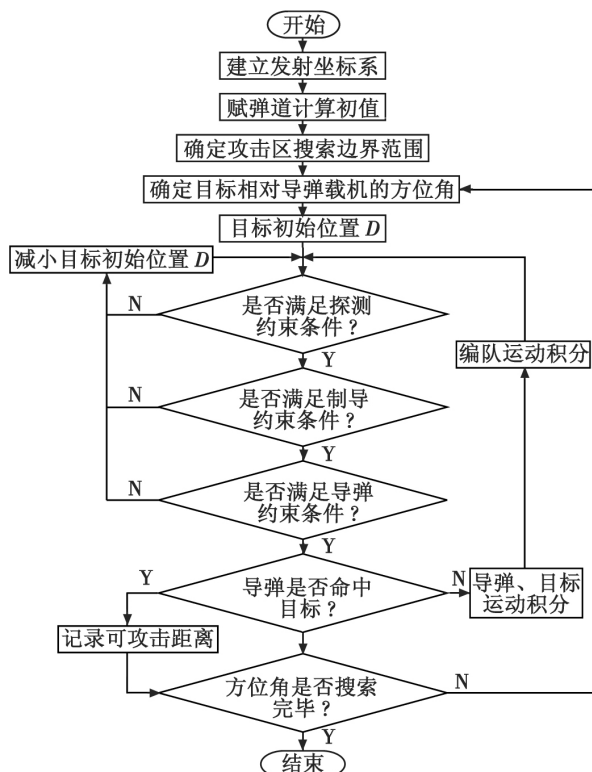 开始
建立发射坐标系
赋弹道计算初值
确定攻击区搜索边界范围
确定目标相对导弹载机的方位角
目标初始位置 D
减小目标初始位置 D
N
是否满足探测
约束条件？
编队运动积分
Y
N
是否满足制导
约束条件？
Y
N
是否满足导弹
约束条件？
Y
Y
导弹是否命中
目标？
N
导弹、目标
运动积分
记录可攻击距离
方位角是否搜索
完毕？
N
Y
结束